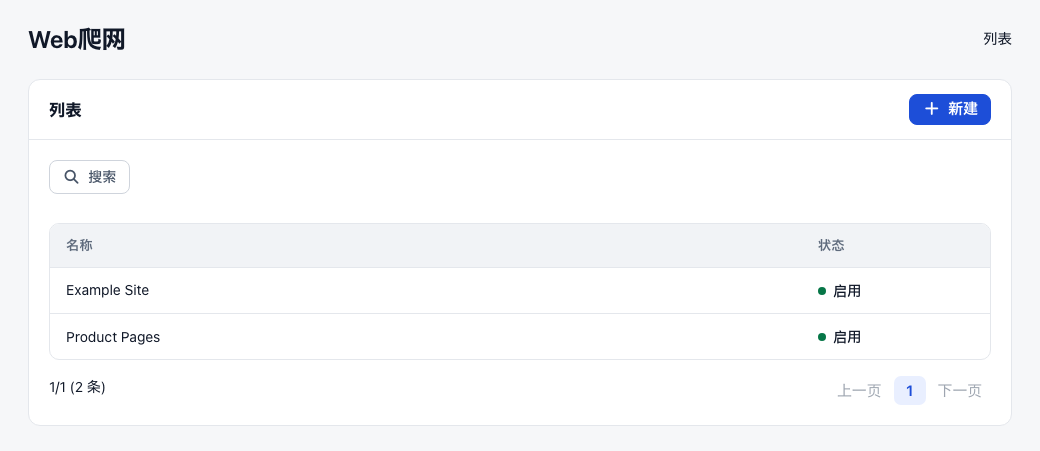 Web爬网
列表
列表
新建
搜索
名称 状态
Example Site 启用
Product Pages 启用
1/1 (2 条)
上一页 1 下一页